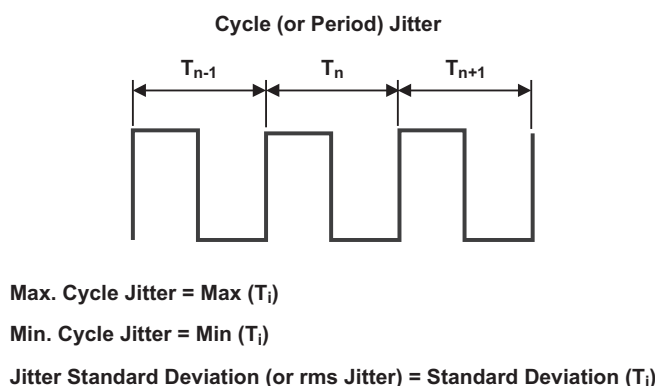 Cycle (or Period) Jitter
Tn-1 Tn Tn+1
Max. Cycle Jitter = Max (Ti)
Min. Cycle Jitter = Min (Ti)
Jitter Standard Deviation (or rms Jitter) = Standard Deviation (Ti)